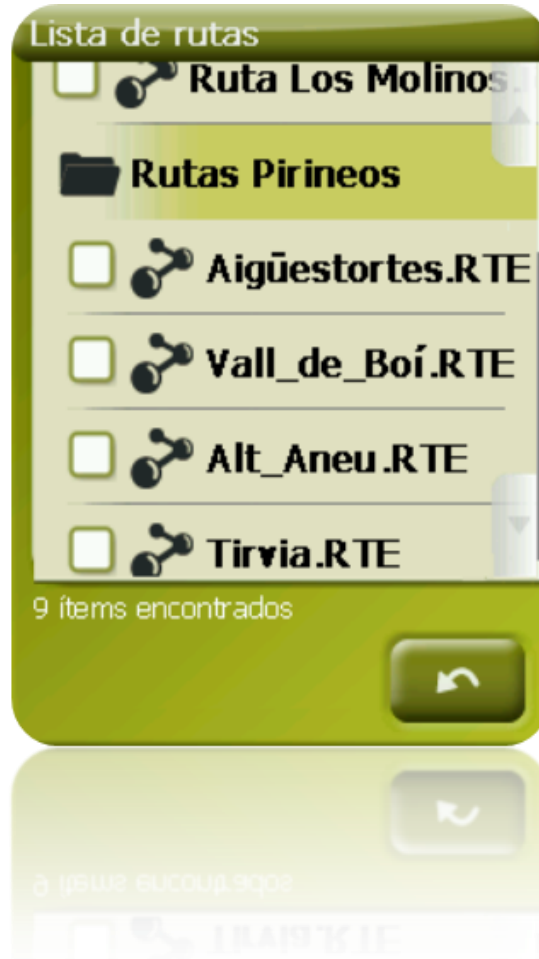 Lista de rutas
Ruta Los Molinos.
Rutas Pirineos
Aigüestortes.RTE
Vall_de_Boí.RTE
Alt_Aneu.RTE
Tirvia.RTE
9 ítems encontrados